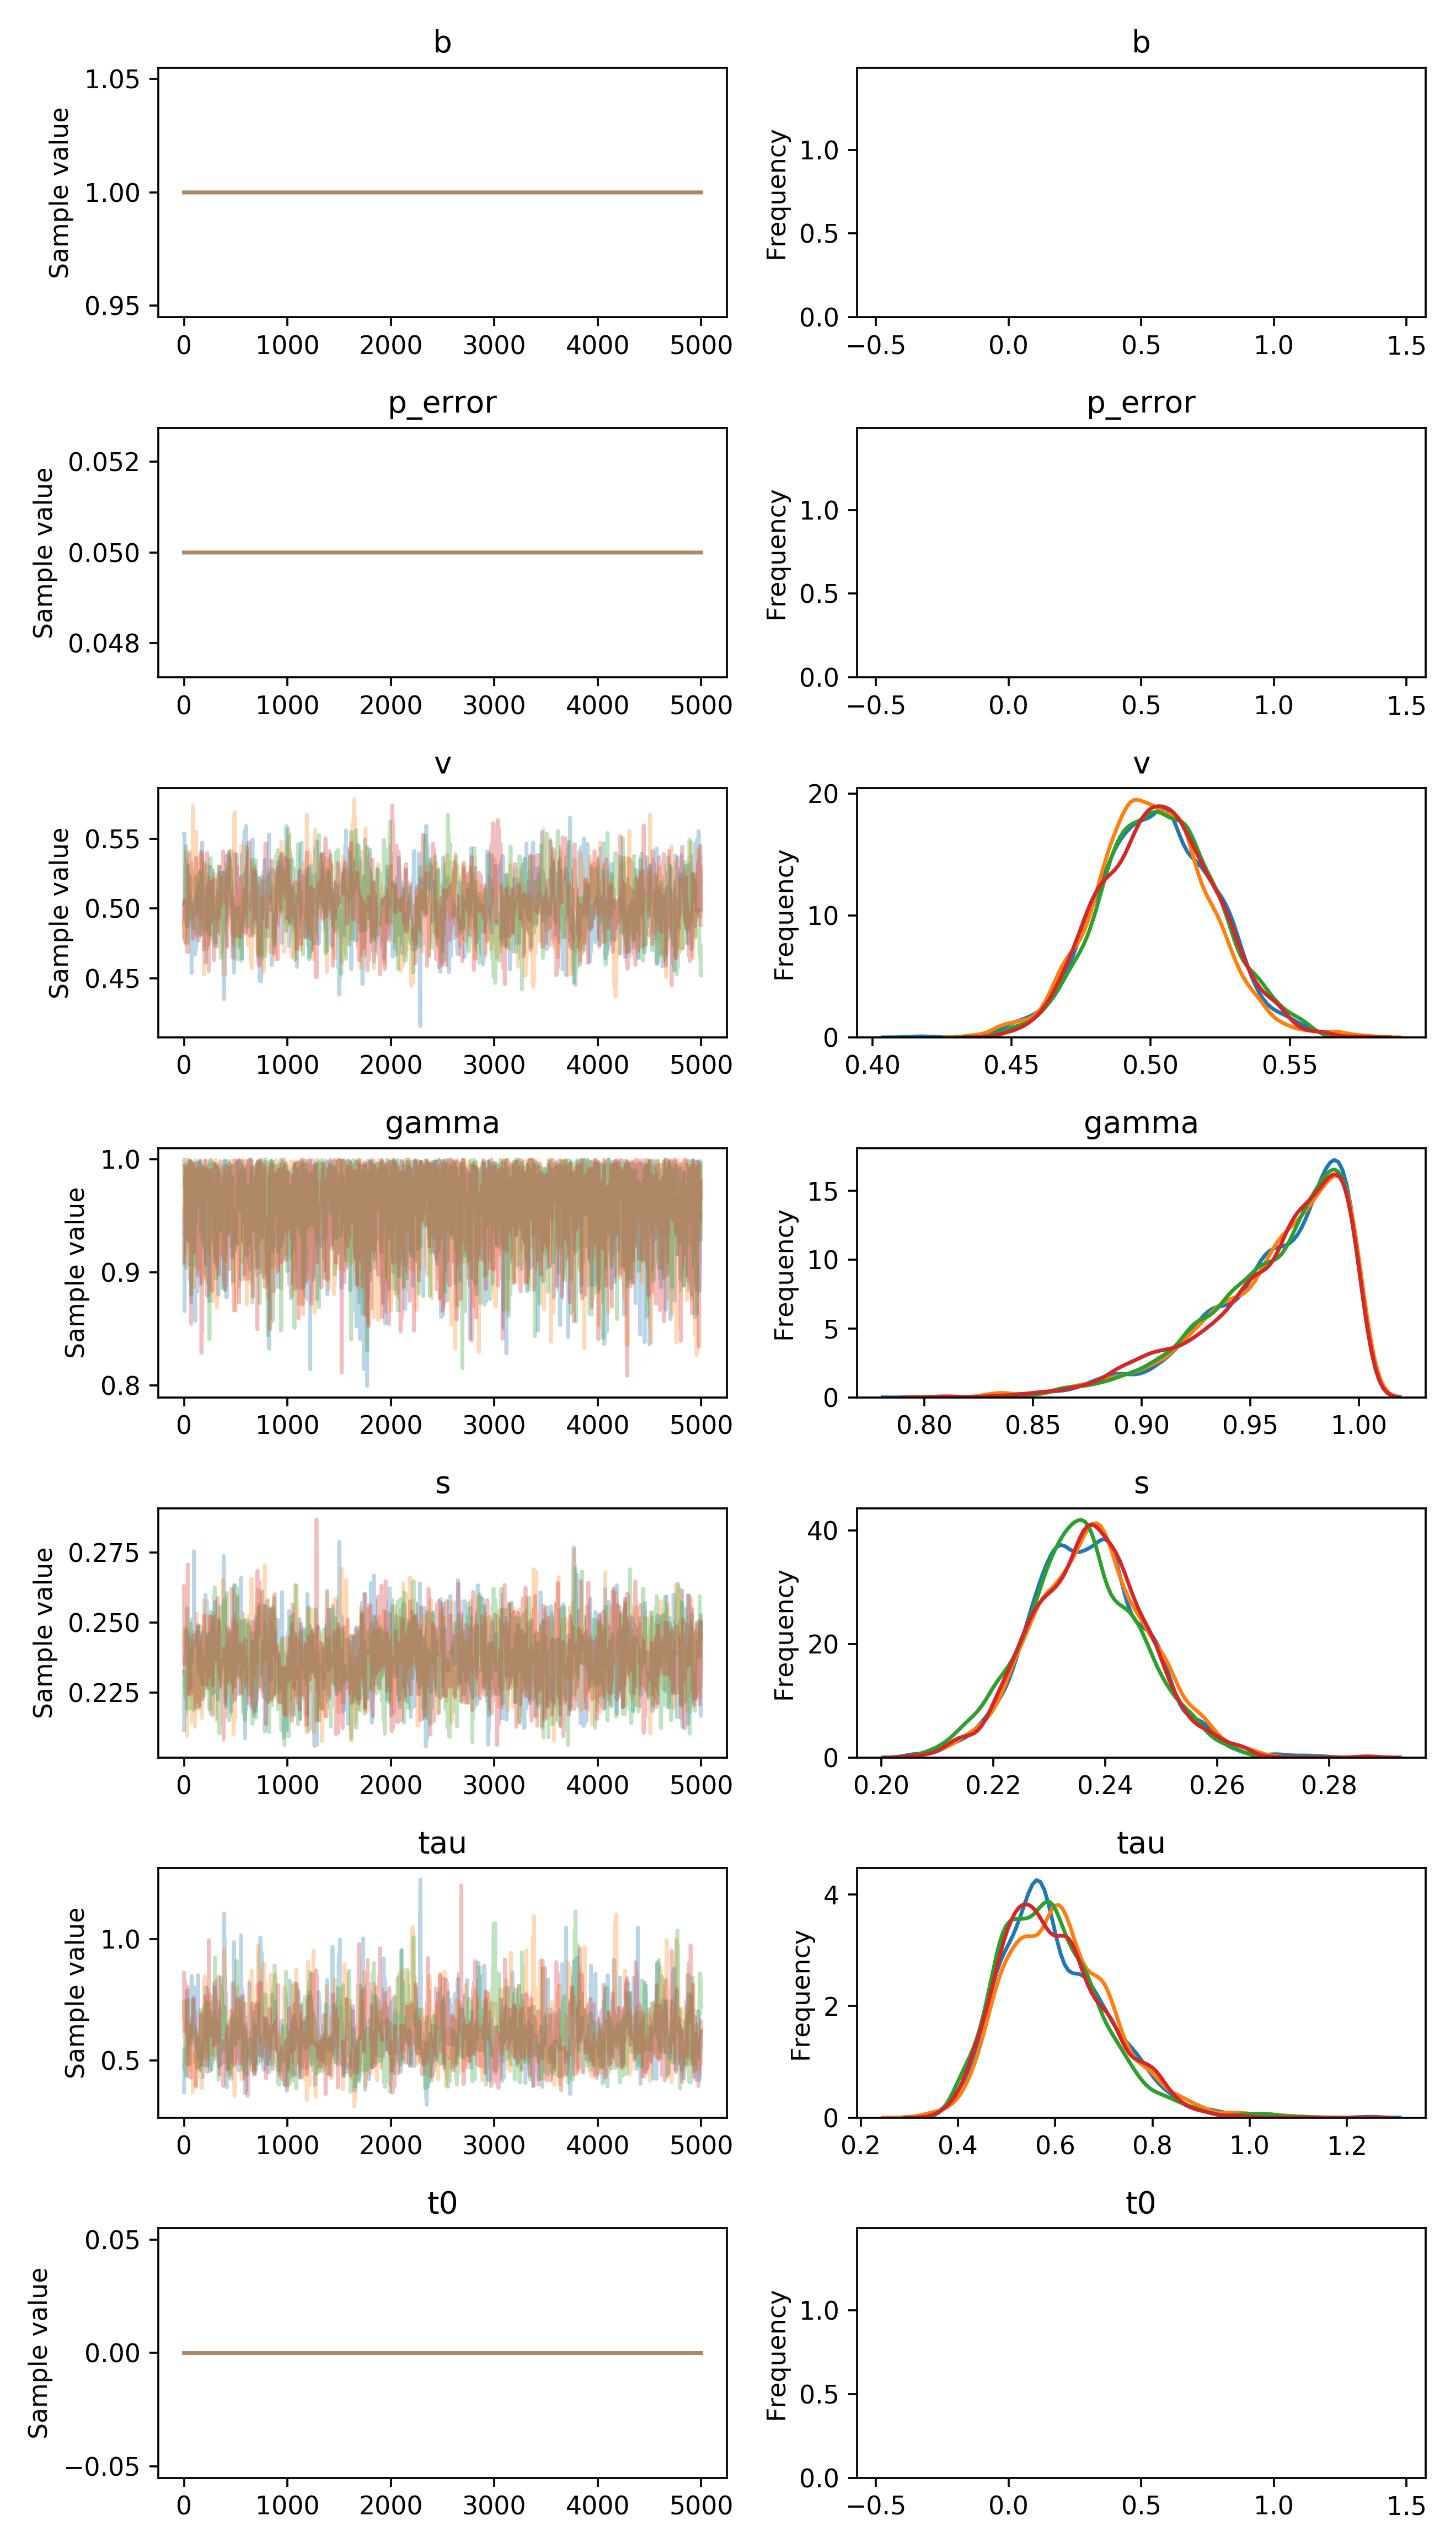 b
b
Sample value
1.05
1.00
0.95
0 1000 2000 3000 4000 5000
Frequency
1.0
0.5
0.0
−0.5 0.0 0.5 1.0 1.5
p_error
p_error
Sample value
0.052
0.050
0.048
0 1000 2000 3000 4000 5000
Frequency
1.0
0.5
0.0
−0.5 0.0 0.5 1.0 1.5
v
v
Sample value
0.55
0.50
0.45
0 1000 2000 3000 4000 5000
Frequency
20
10
0
0.40 0.45 0.50 0.55
gamma
gamma
Sample value
1.0
0.9
0.8
0 1000 2000 3000 4000 5000
Frequency
15
10
5
0
0.80 0.85 0.90 0.95 1.00
s
s
Sample value
0.275
0.250
0.225
0 1000 2000 3000 4000 5000
Frequency
40
20
0
0.20 0.22 0.24 0.26 0.28
tau
tau
Sample value
1.0
0.5
0 1000 2000 3000 4000 5000
Frequency
4
2
0
0.2 0.4 0.6 0.8 1.0 1.2
t0
t0
Sample value
0.05
0.00
−0.05
0 1000 2000 3000 4000 5000
Frequency
1.0
0.5
0.0
−0.5 0.0 0.5 1.0 1.5